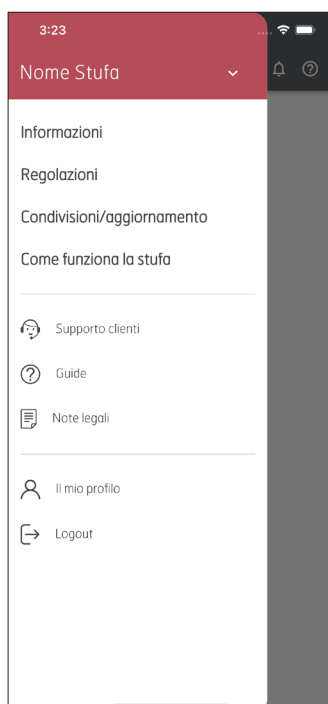 3:23
Nome Stufa
Informazioni
Regolazioni
Condivisioni/aggiornamento
Come funziona la stufa
Supporto clienti
Guide
Note legali
Il mio profilo
Logout